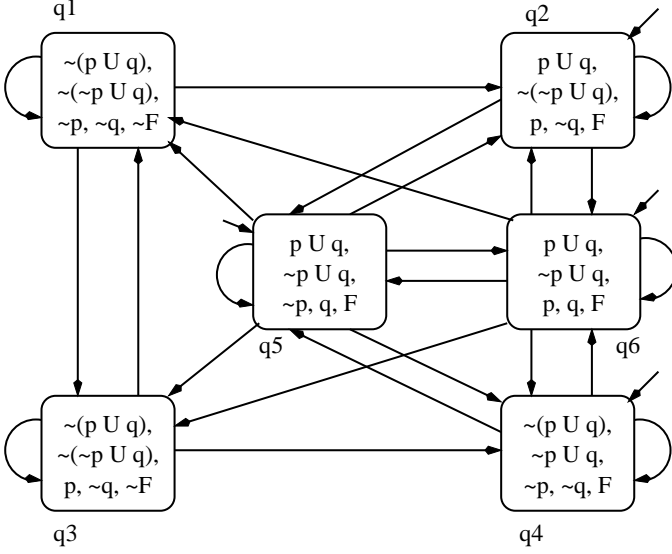 q1
~(p U q),
~(~p U q),
~p, ~q, ~F
q2
p U q,
~(~p U q),
p, ~q, F
p U q,
~p U q,
~p, q, F
q5
p U q,
~p U q,
p, q, F
q6
~(p U q),
~(~p U q),
p, ~q, ~F
q3
~(p U q),
~p U q,
~p, ~q, F
q4